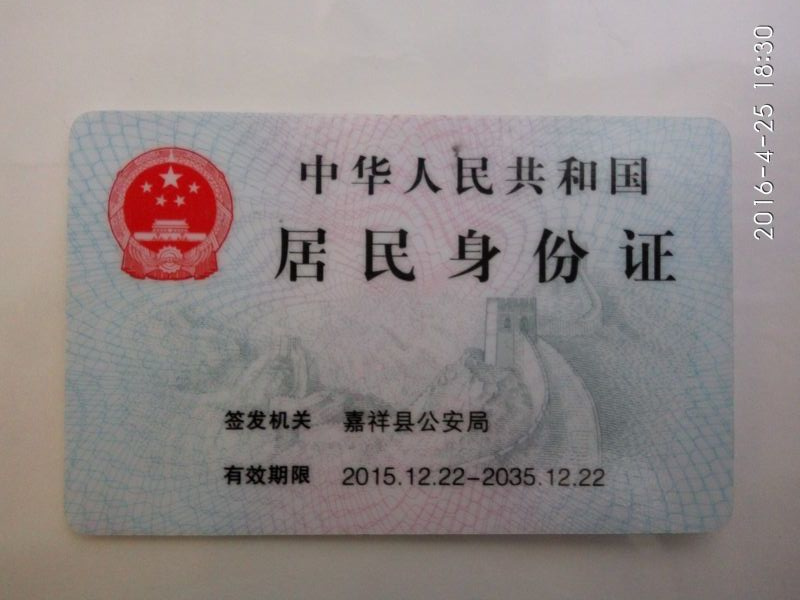 中华人民共和国
居民身份证
签发机关 嘉祥县公安局
有效期限 2015.12.22-2035.12.22
2016-4-25 18:30